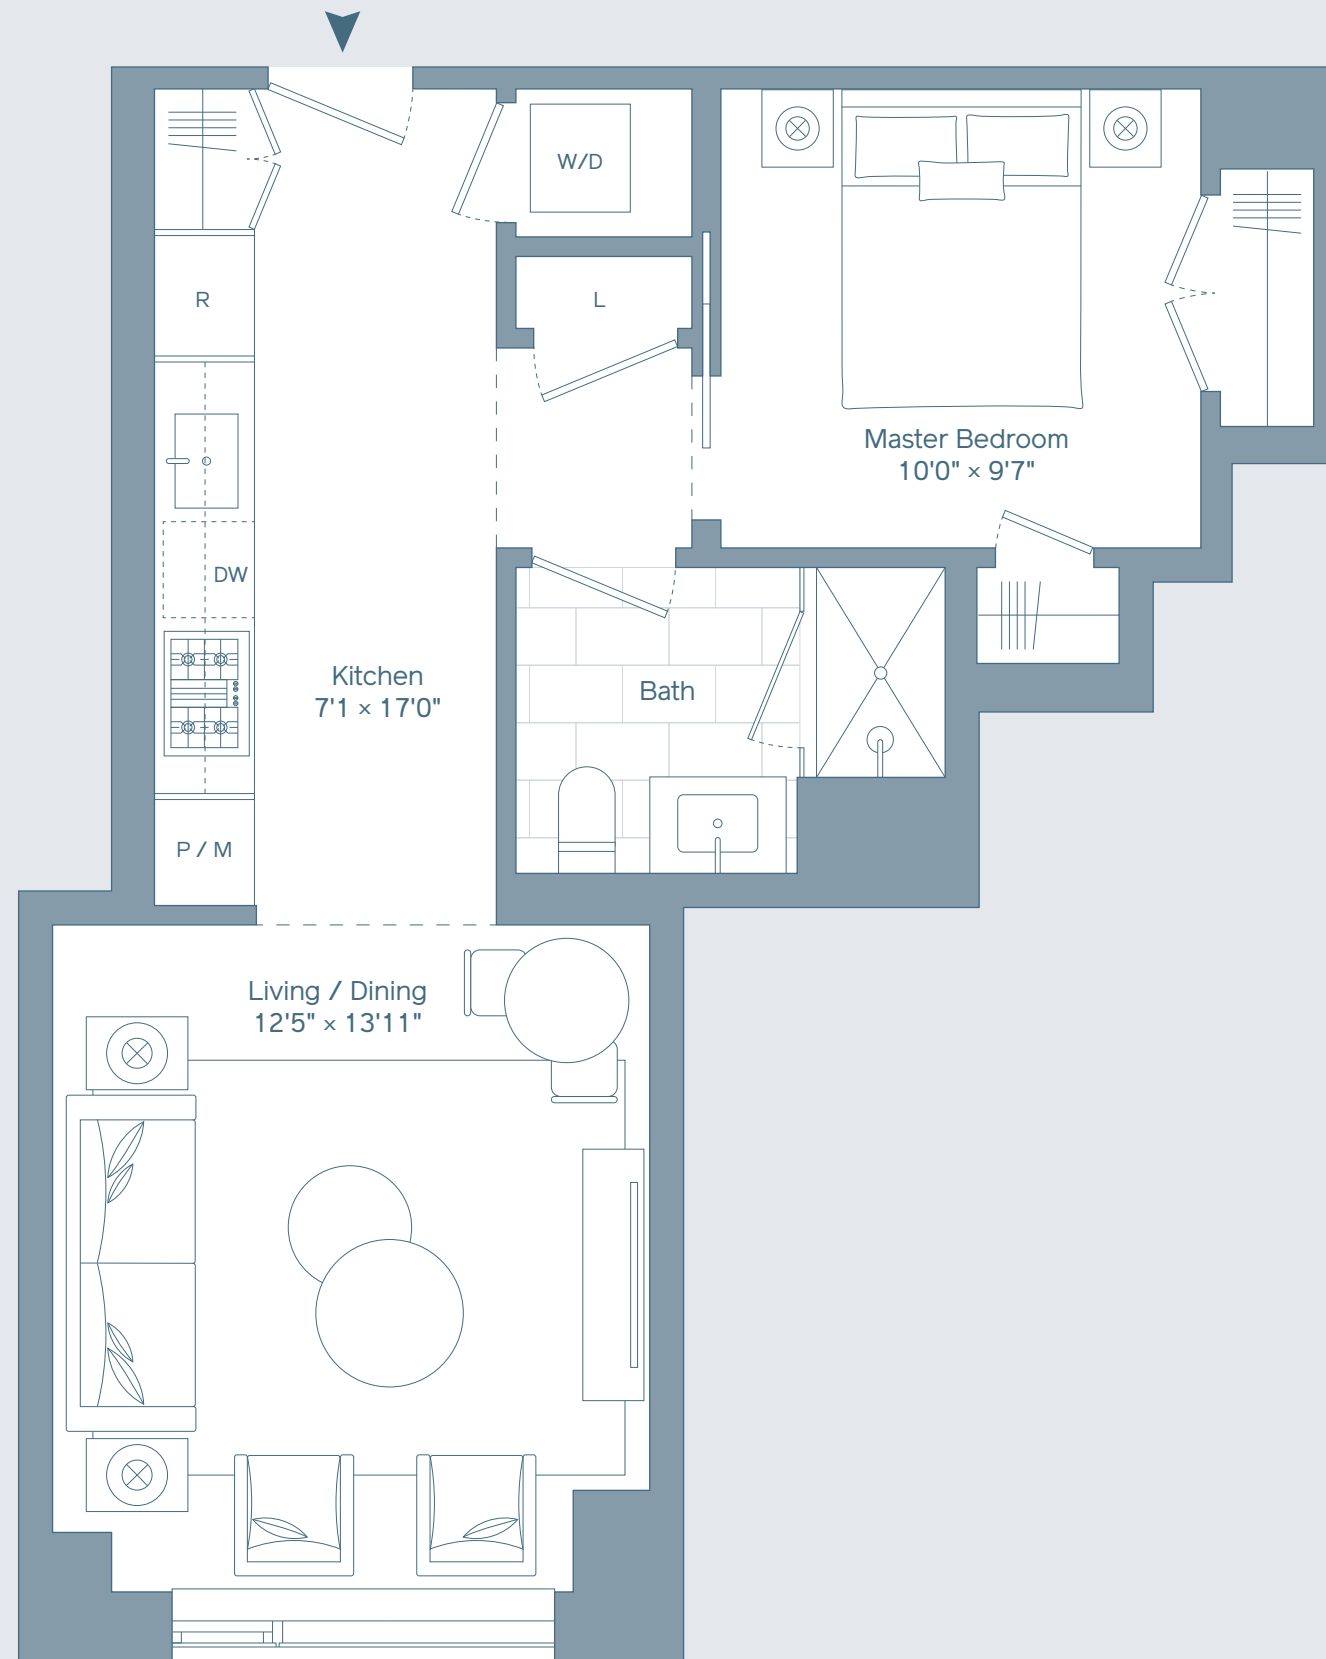 W/D
R
L
Master Bedroom
10'0" × 9'7"
DW
Kitchen
7'1 × 17'0"
Bath
P / M
Living / Dining
12'5" × 13'11"